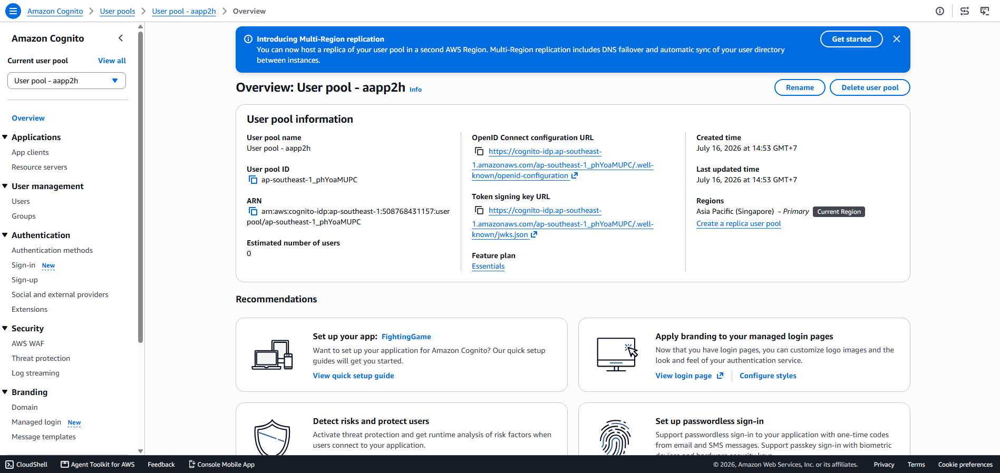 Amazon Cognito > User pools > User pool - aapp2h > Overview
Amazon Cognito
Current user pool View all
User pool - aapp2h
Overview
Applications
App clients
Resource servers
User management
Users
Groups
Authentication
Authentication methods
Sign-in New
Sign-up
Social and external providers
Extensions
Security
AWS WAF
Threat protection
Log streaming
Branding
Domain
Managed login New
Message templates
Introducing Multi-Region replication
You can now host a replica of your user pool in a second AWS Region. Multi-Region replication includes DNS failover and automatic sync of your user directory
between instances.
Get started
Overview: User pool - aapp2h Info
Rename
Delete user pool
User pool information
User pool name
User pool - aapp2h
User pool ID
ap-southeast-1_phYoaMUPC
ARN
arn:aws:cognito-idp:ap-southeast-1:508768431157:user
pool/ap-southeast-1_phYoaMUPC
Estimated number of users
0
OpenID Connect configuration URL
https://cognito-idp.ap-southeast-
1.amazonaws.com/ap-southeast-1_phYoaMUPC/.well-
known/openid-configuration
Token signing key URL
https://cognito-idp.ap-southeast-
1.amazonaws.com/ap-southeast-1_phYoaMUPC/.well-
known/jwks.json
Feature plan
Essentials
Created time
July 16, 2026 at 14:53 GMT+7
Last updated time
July 16, 2026 at 14:53 GMT+7
Regions
Asia Pacific (Singapore) - Primary Current Region
Create a replica user pool
Recommendations
Set up your app: FightingGame
Want to set up your application for Amazon Cognito? Our quick setup
guides will get you started.
View quick setup guide
Apply branding to your managed login pages
Now that you have login pages, you can customize logo images and the
look and feel of your authentication service.
View login page Configure styles
Detect risks and protect users
Activate threat protection and get runtime analysis of risk factors when
users connect to your application.
Set up passwordless sign-in
Support passwordless sign-in to your application with one-time codes
from email and SMS messages. Support passkey sign-in with biometric
devices and hardware security keys.
CloudShell Agent Toolkit for AWS Feedback Console Mobile App
© 2026, Amazon Web Services, Inc. or its affiliates. Privacy Terms Cookie preferences